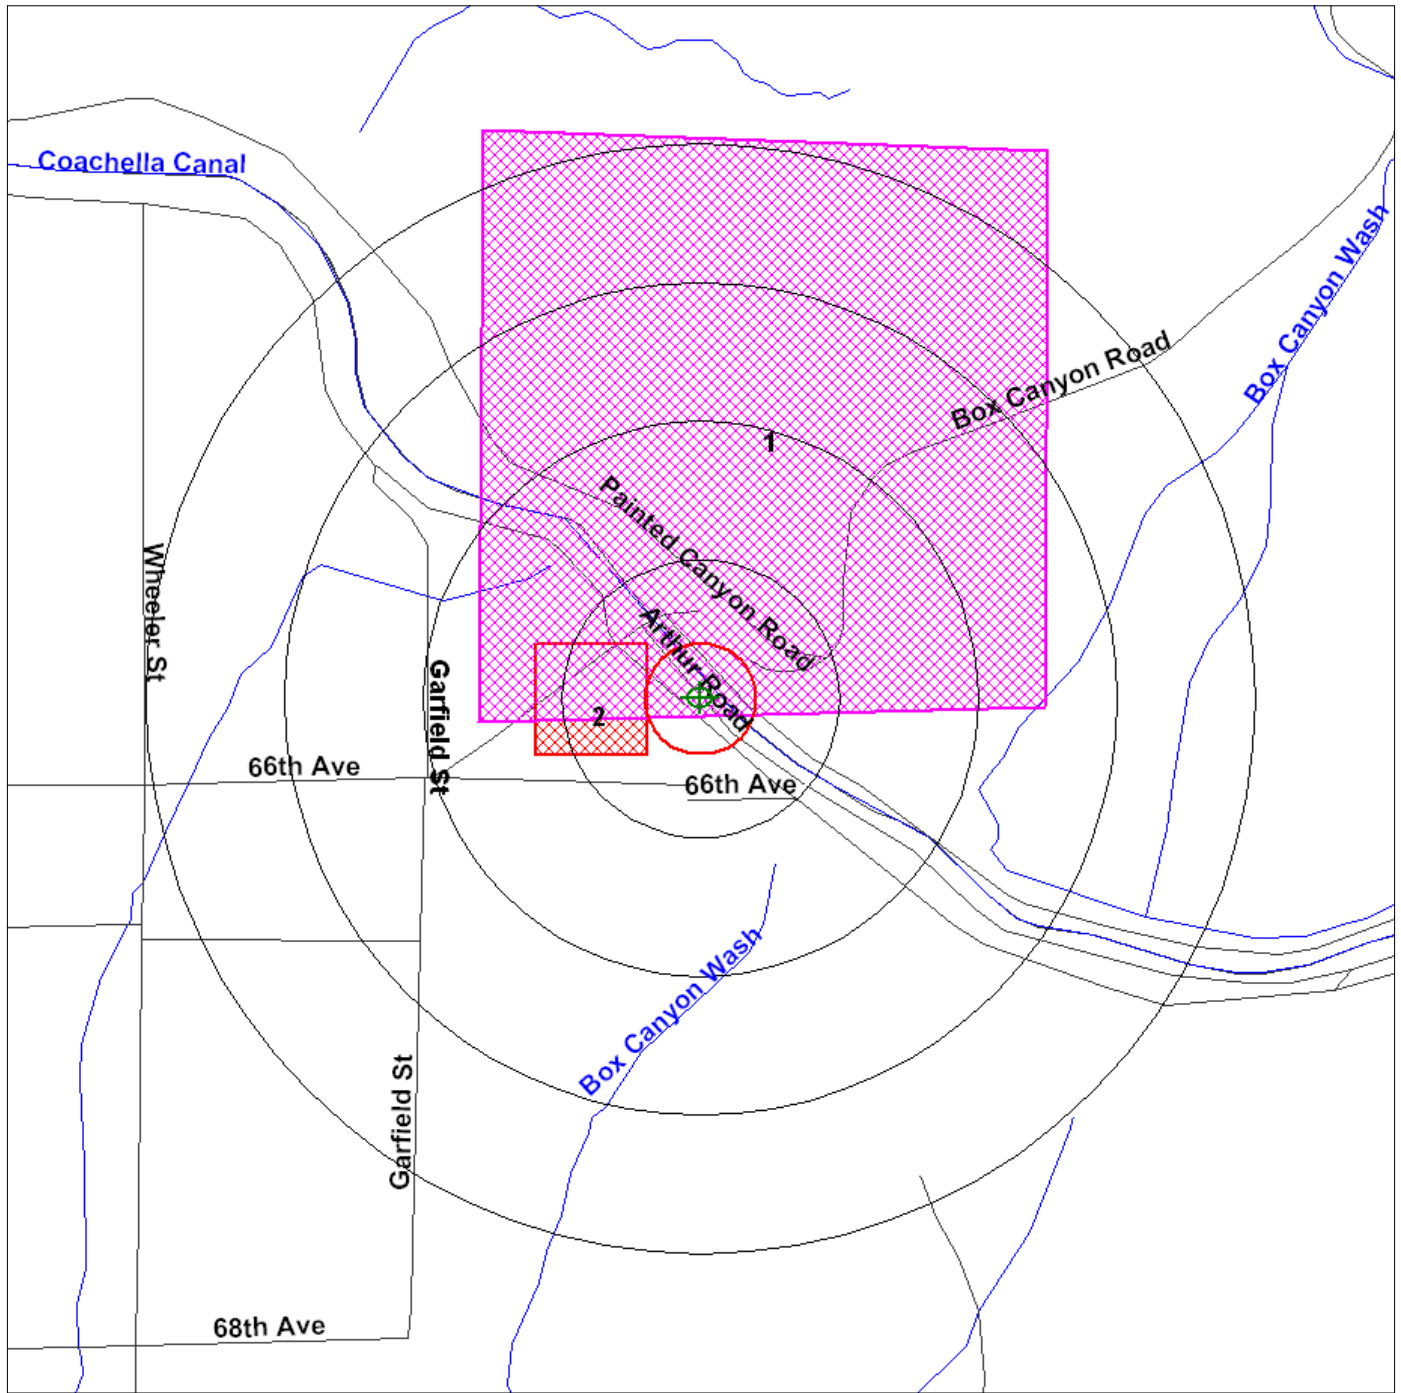 Coachella Canal
Box Canyon Wash
Box Canyon Road
1
Painted Canyon Road
Wheeler St
Arthur Road
Garfield St
2
66th Ave
66th Ave
Box Canyon Wash
Garfield St
68th Ave